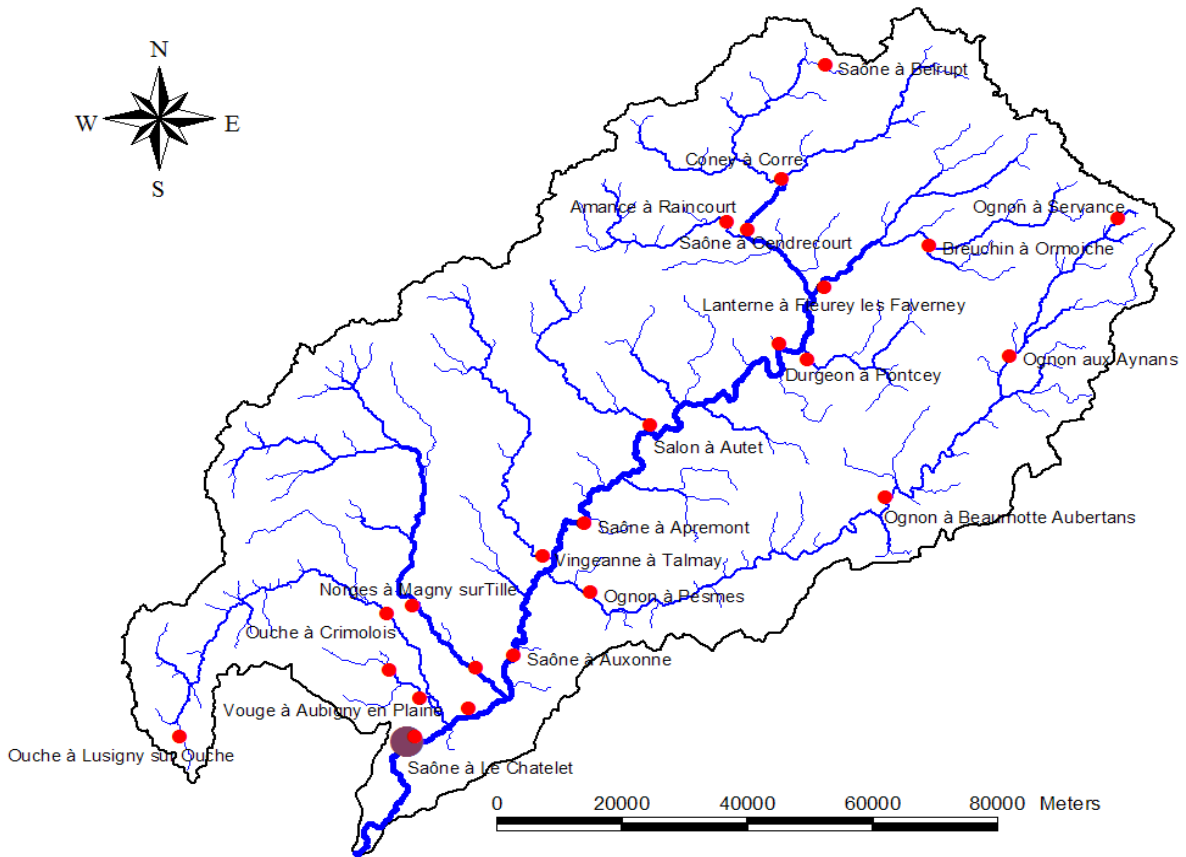 N
Saône à Belrupt
W
E
Coney à Corre
S
Amance à Raincourt
Ognon à Servance
Saône à Cendrecourt
Breuchin à Ormoiche
Lanterne à Fleurey les Faverney
Ognon aux Aynans
Durgeon à Pontcey
Salon à Autet
Ognon à Beaumotte Aubertans
Saône à Apremont
Vingeanne à Talmay
Norges à Magny surTille
Ognon à Pesmes
Ouche à Crimolois
Saône à Auxonne
Vouge à Aubigny en Plaine
Ouche à Lusigny sur Ouche
Saône à Le Chatelet
0 20000 40000 60000 80000 Meters